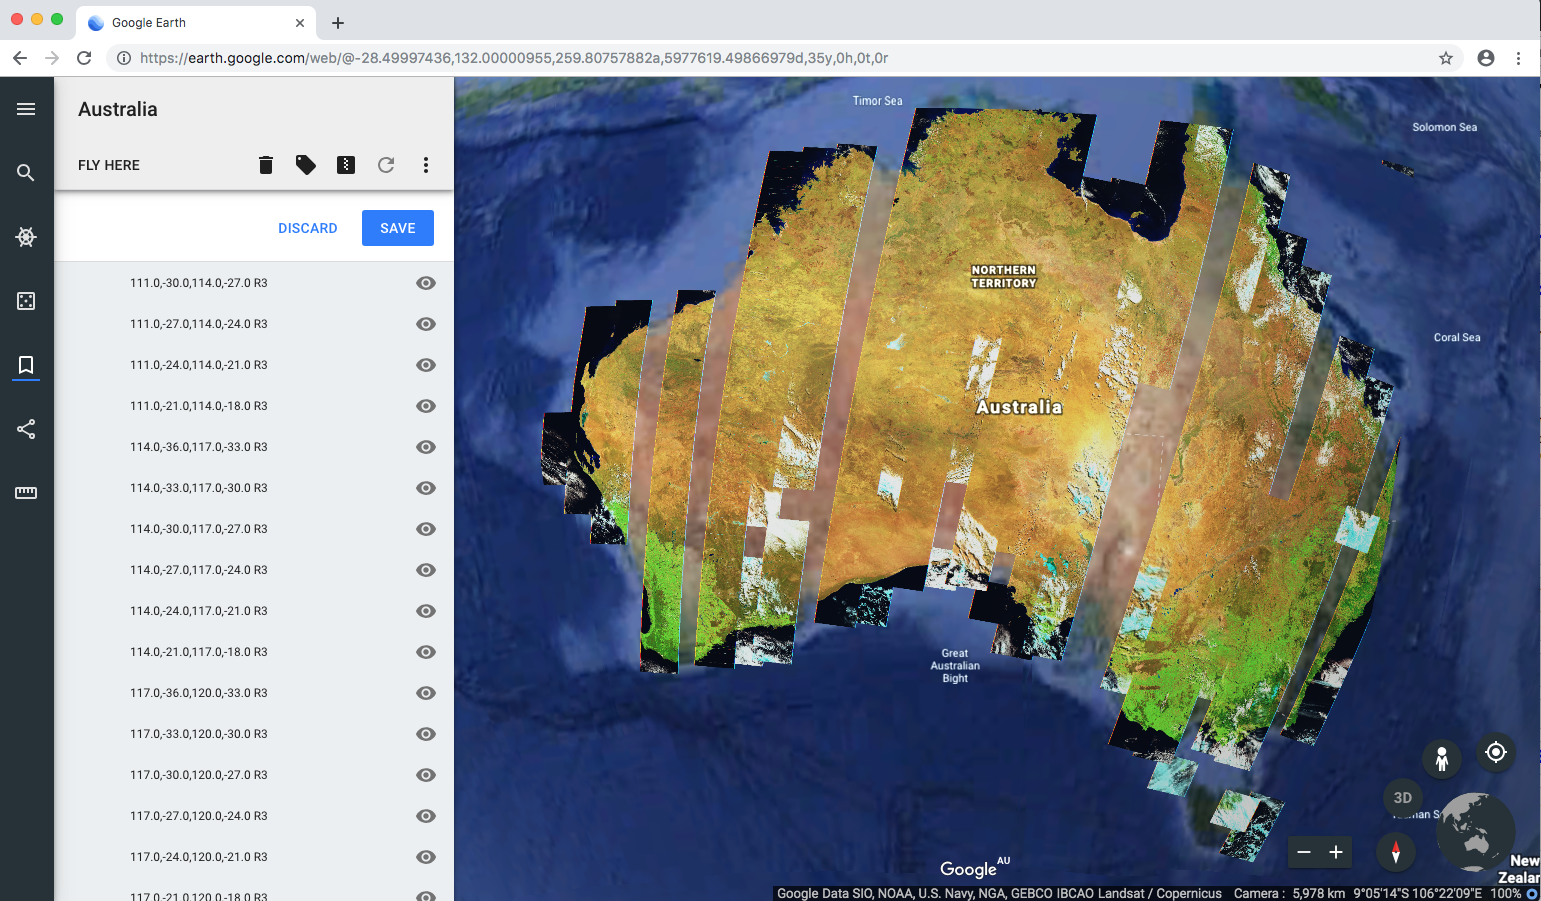 Google Earth
https://earth.google.com/web/@-28.49997436,132.00000955,259.80757882a,5977619.49866979d,35y,0h,0t,0r
Australia
FLY HERE
DISCARD
SAVE
111.0,-30.0,114.0,-27.0 R3
111.0,-27.0,114.0,-24.0 R3
111.0,-24.0,114.0,-21.0 R3
111.0,-21.0,114.0,-18.0 R3
114.0,-36.0,117.0,-33.0 R3
114.0,-33.0,117.0,-30.0 R3
114.0,-30.0,117.0,-27.0 R3
114.0,-27.0,117.0,-24.0 R3
114.0,-24.0,117.0,-21.0 R3
114.0,-21.0,117.0,-18.0 R3
117.0,-36.0,120.0,-33.0 R3
117.0,-33.0,120.0,-30.0 R3
117.0,-30.0,120.0,-27.0 R3
117.0,-27.0,120.0,-24.0 R3
117.0,-24.0,120.0,-21.0 R3
117.0,-21.0,120.0,-18.0 R3
Timor Sea
Solomon Sea
NORTHERN
TERRITORY
Coral Sea
Australia
Great
Australian
Bight
3D
New
Zealan
Google AU
Google Data SIO, NOAA, U.S. Navy, NGA, GEBCO IBCAO Landsat / Copernicus Camera : 5,978 km 9°05'14"S 106°22'09"E 100%